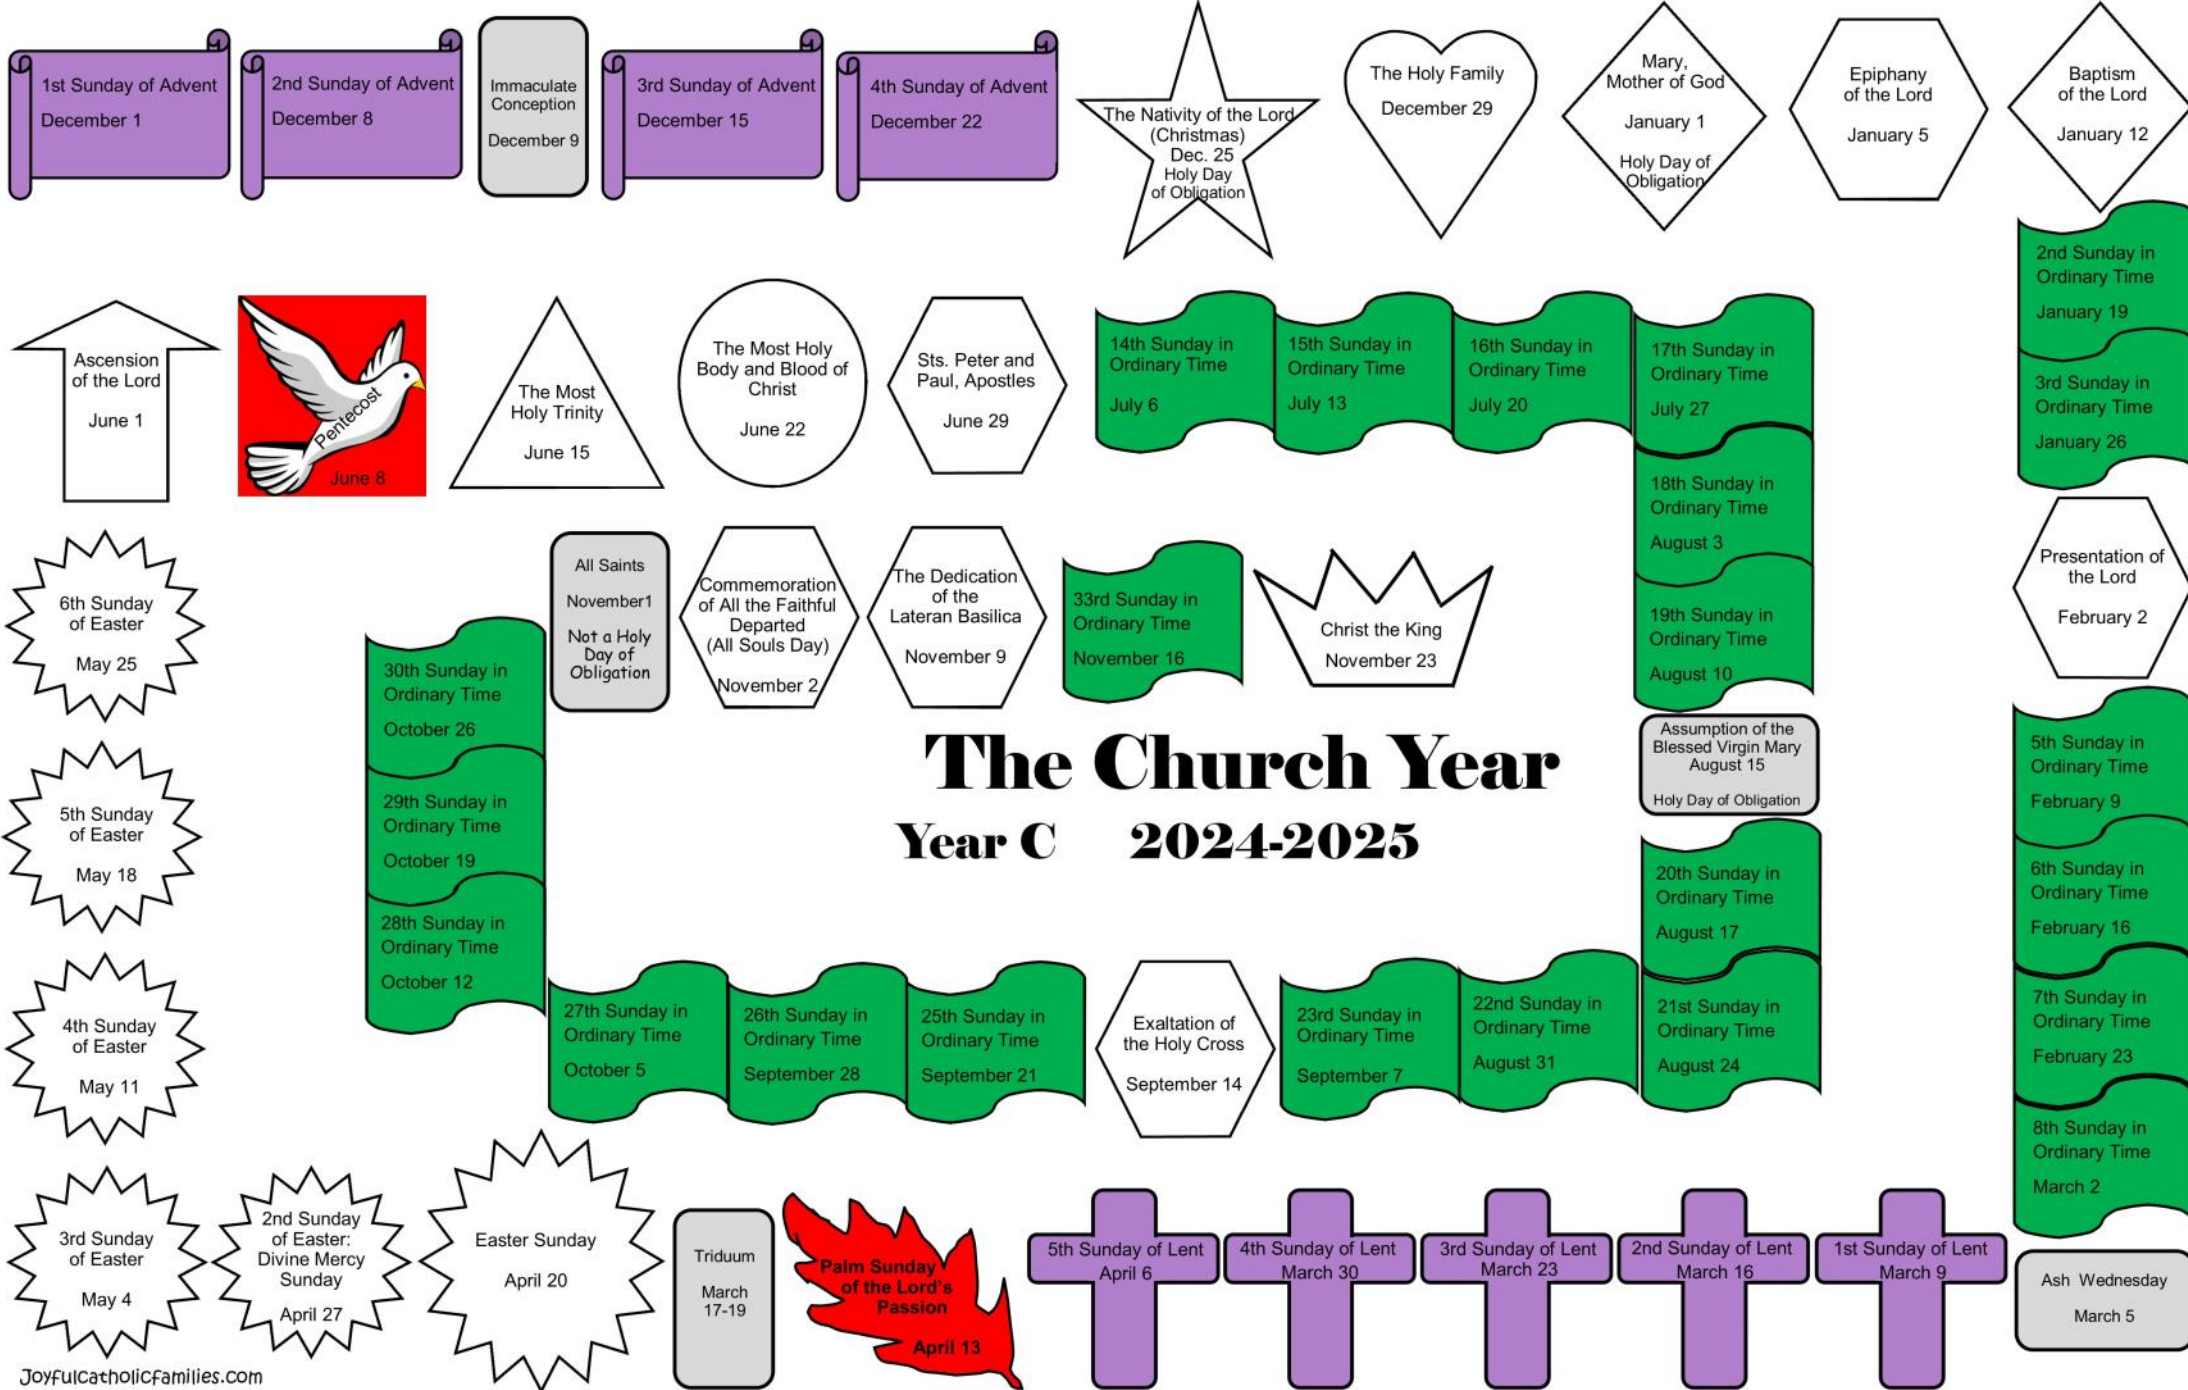 1st Sunday of Advent
December 1
2nd Sunday of Advent
December 8
Immaculate
Conception
December 9
3rd Sunday of Advent
December 15
4th Sunday of Advent
December 22
The Nativity of the Lord
(Christmas)
Dec. 25
Holy Day
of Obligation
The Holy Family
December 29
Mary,
Mother of God
January 1
Holy Day of
Obligation
Epiphany
of the Lord
January 5
Baptism
of the Lord
January 12
2nd Sunday in
Ordinary Time
January 19
3rd Sunday in
Ordinary Time
January 26
Presentation of
the Lord
February 2
5th Sunday in
Ordinary Time
February 9
6th Sunday in
Ordinary Time
February 16
7th Sunday in
Ordinary Time
February 23
8th Sunday in
Ordinary Time
March 2
Ash Wednesday
March 5
1st Sunday of Lent
March 9
2nd Sunday of Lent
March 16
3rd Sunday of Lent
March 23
4th Sunday of Lent
March 30
5th Sunday of Lent
April 6
Palm Sunday
of the Lord's
Passion
April 13
Triduum
March
17-19
Easter Sunday
April 20
2nd Sunday
of Easter:
Divine Mercy
Sunday
April 27
3rd Sunday
of Easter
May 4
4th Sunday
of Easter
May 11
5th Sunday
of Easter
May 18
6th Sunday
of Easter
May 25
Ascension
of the Lord
June 1
Pentecost
June 8
The Most
Holy Trinity
June 15
The Most Holy
Body and Blood of
Christ
June 22
Sts. Peter and
Paul, Apostles
June 29
14th Sunday in
Ordinary Time
July 6
15th Sunday in
Ordinary Time
July 13
16th Sunday in
Ordinary Time
July 20
17th Sunday in
Ordinary Time
July 27
18th Sunday in
Ordinary Time
August 3
19th Sunday in
Ordinary Time
August 10
Assumption of the
Blessed Virgin Mary
August 15
Holy Day of Obligation
20th Sunday in
Ordinary Time
August 17
21st Sunday in
Ordinary Time
August 24
22nd Sunday in
Ordinary Time
August 31
23rd Sunday in
Ordinary Time
September 7
Exaltation of
the Holy Cross
September 14
25th Sunday in
Ordinary Time
September 21
26th Sunday in
Ordinary Time
September 28
27th Sunday in
Ordinary Time
October 5
28th Sunday in
Ordinary Time
October 12
29th Sunday in
Ordinary Time
October 19
30th Sunday in
Ordinary Time
October 26
All Saints
November1
Not a Holy
Day of
Obligation
Commemoration
of All the Faithful
Departed
(All Souls Day)
November 2
The Dedication
of the
Lateran Basilica
November 9
33rd Sunday in
Ordinary Time
November 16
Christ the King
November 23
The Church Year
Year C 2024-2025
Joyfulcatholicfamilies.com